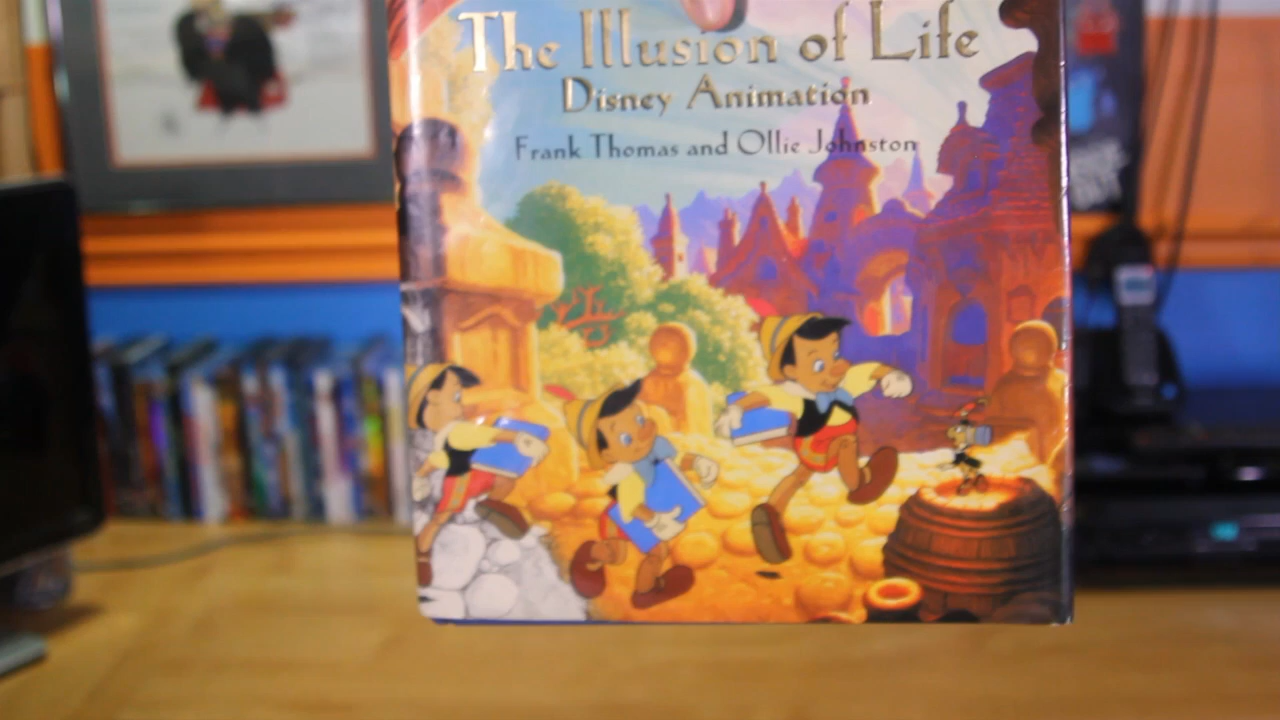 The Illusion of Life
Disney Animation
Frank Thomas and Ollie Johnston